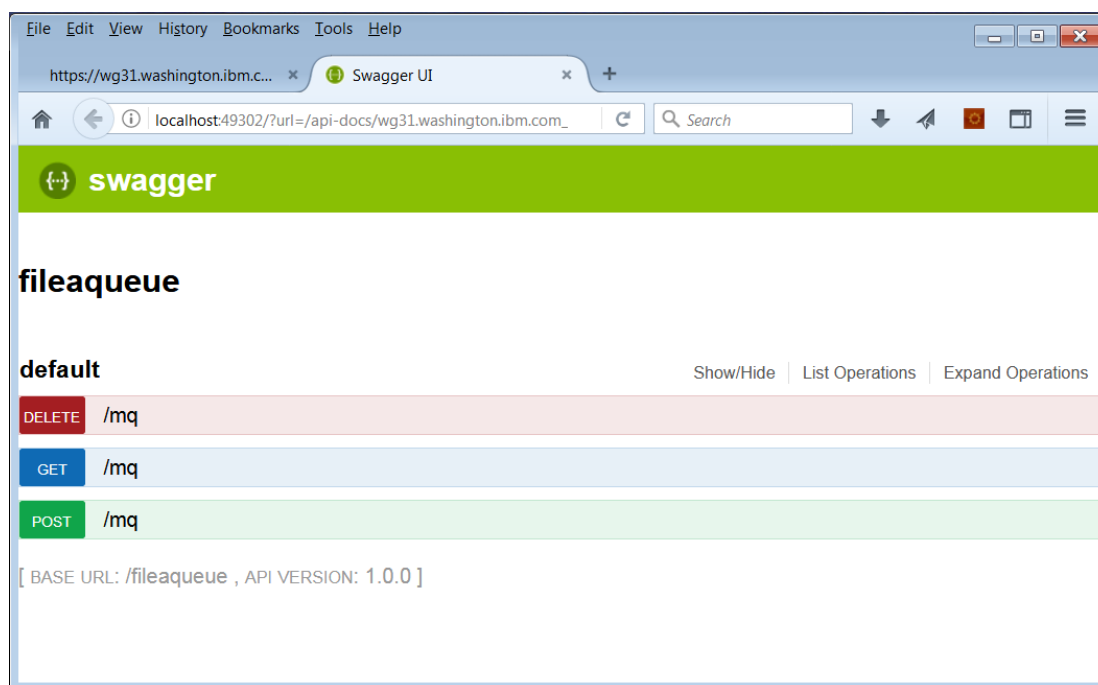 File Edit View History Bookmarks Tools Help
https://wg31.washington.ibm.c... × Swagger UI × +
localhost:49302/?url=/api-docs/wg31.washington.ibm.com_ Search
{···} swagger
fileaqueue
default Show/Hide List Operations Expand Operations
DELETE /mq
GET /mq
POST /mq
[ BASE URL: /fileaqueue , API VERSION: 1.0.0 ]